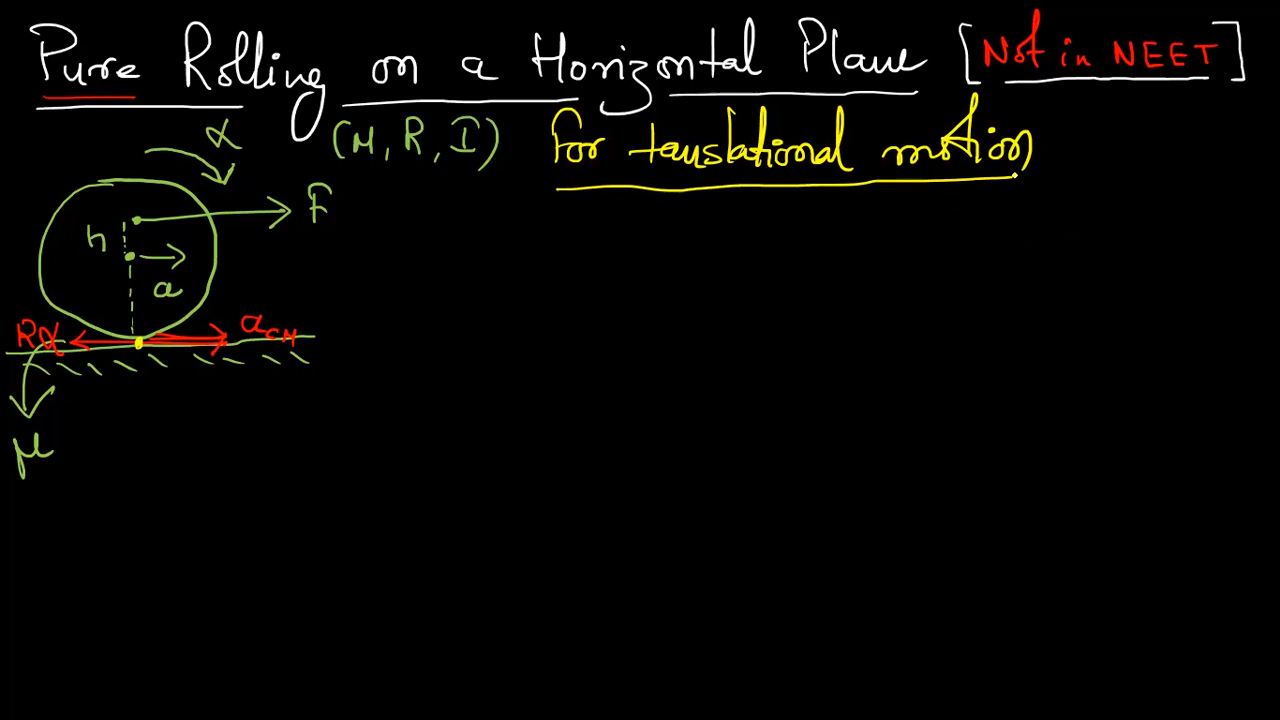 Pure Rolling on a Horizontal Plane [Not in NEET]
(M, R, I) For translational motion
α
F
h
a
Rα
a_CM
μ